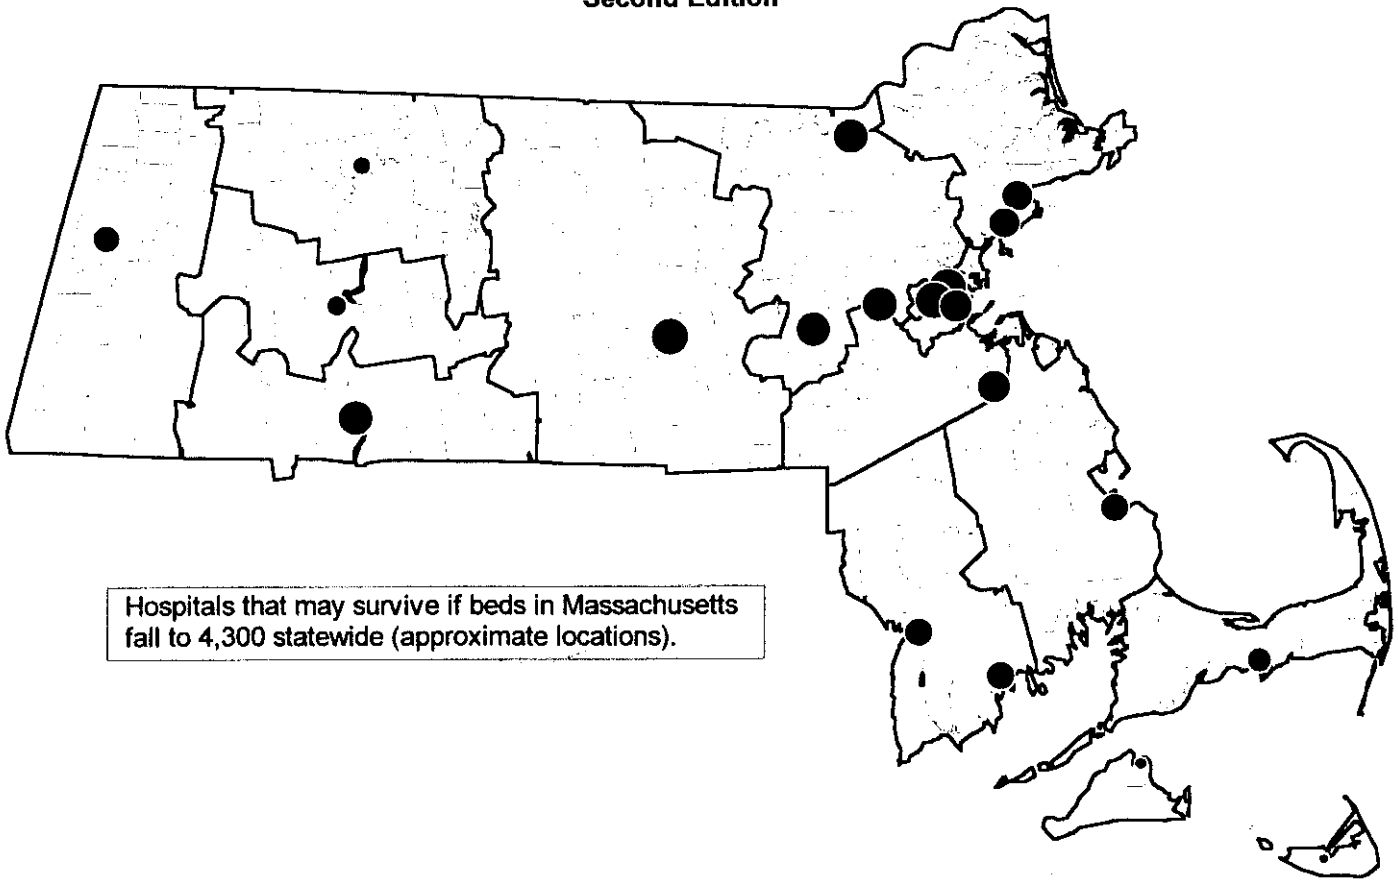 Second Edition
Hospitals that may survive if beds in Massachusetts
fall to 4,300 statewide (approximate locations).